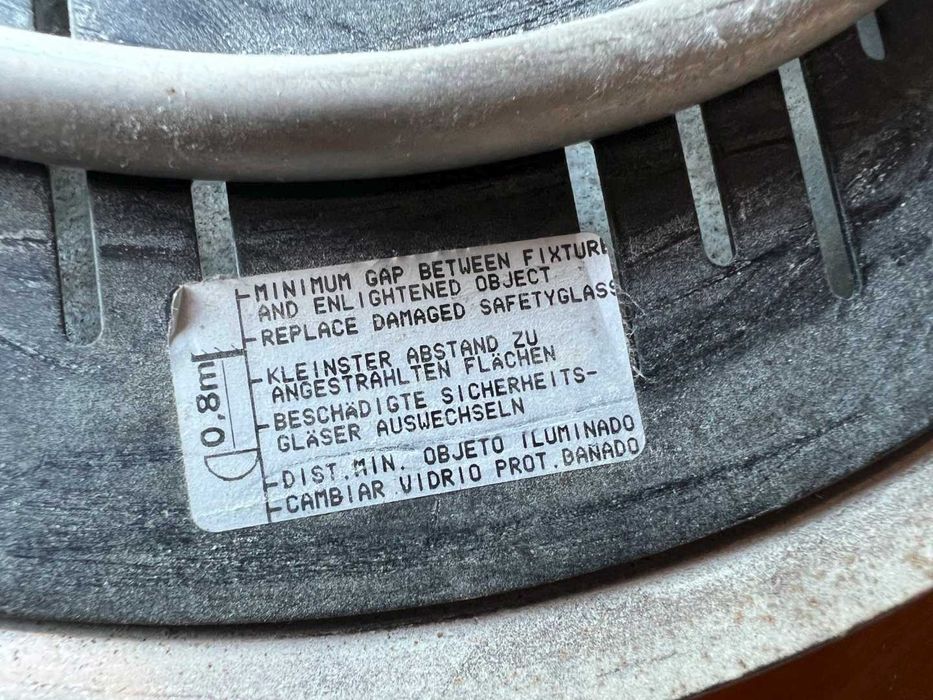 0,8m
- MINIMUM GAP BETWEEN FIXTURE
AND ENLIGHTENED OBJECT
- REPLACE DAMAGED SAFETYGLASS
- KLEINSTER ABSTAND ZU
ANGESTRAHLTEN FLÄCHEN
- BESCHÄDIGTE SICHERHEITS-
GLÄSER AUSWECHSELN
- DIST.MIN. OBJETO ILUMINADO
- CAMBIAR VIDRIO PROT.DANADO